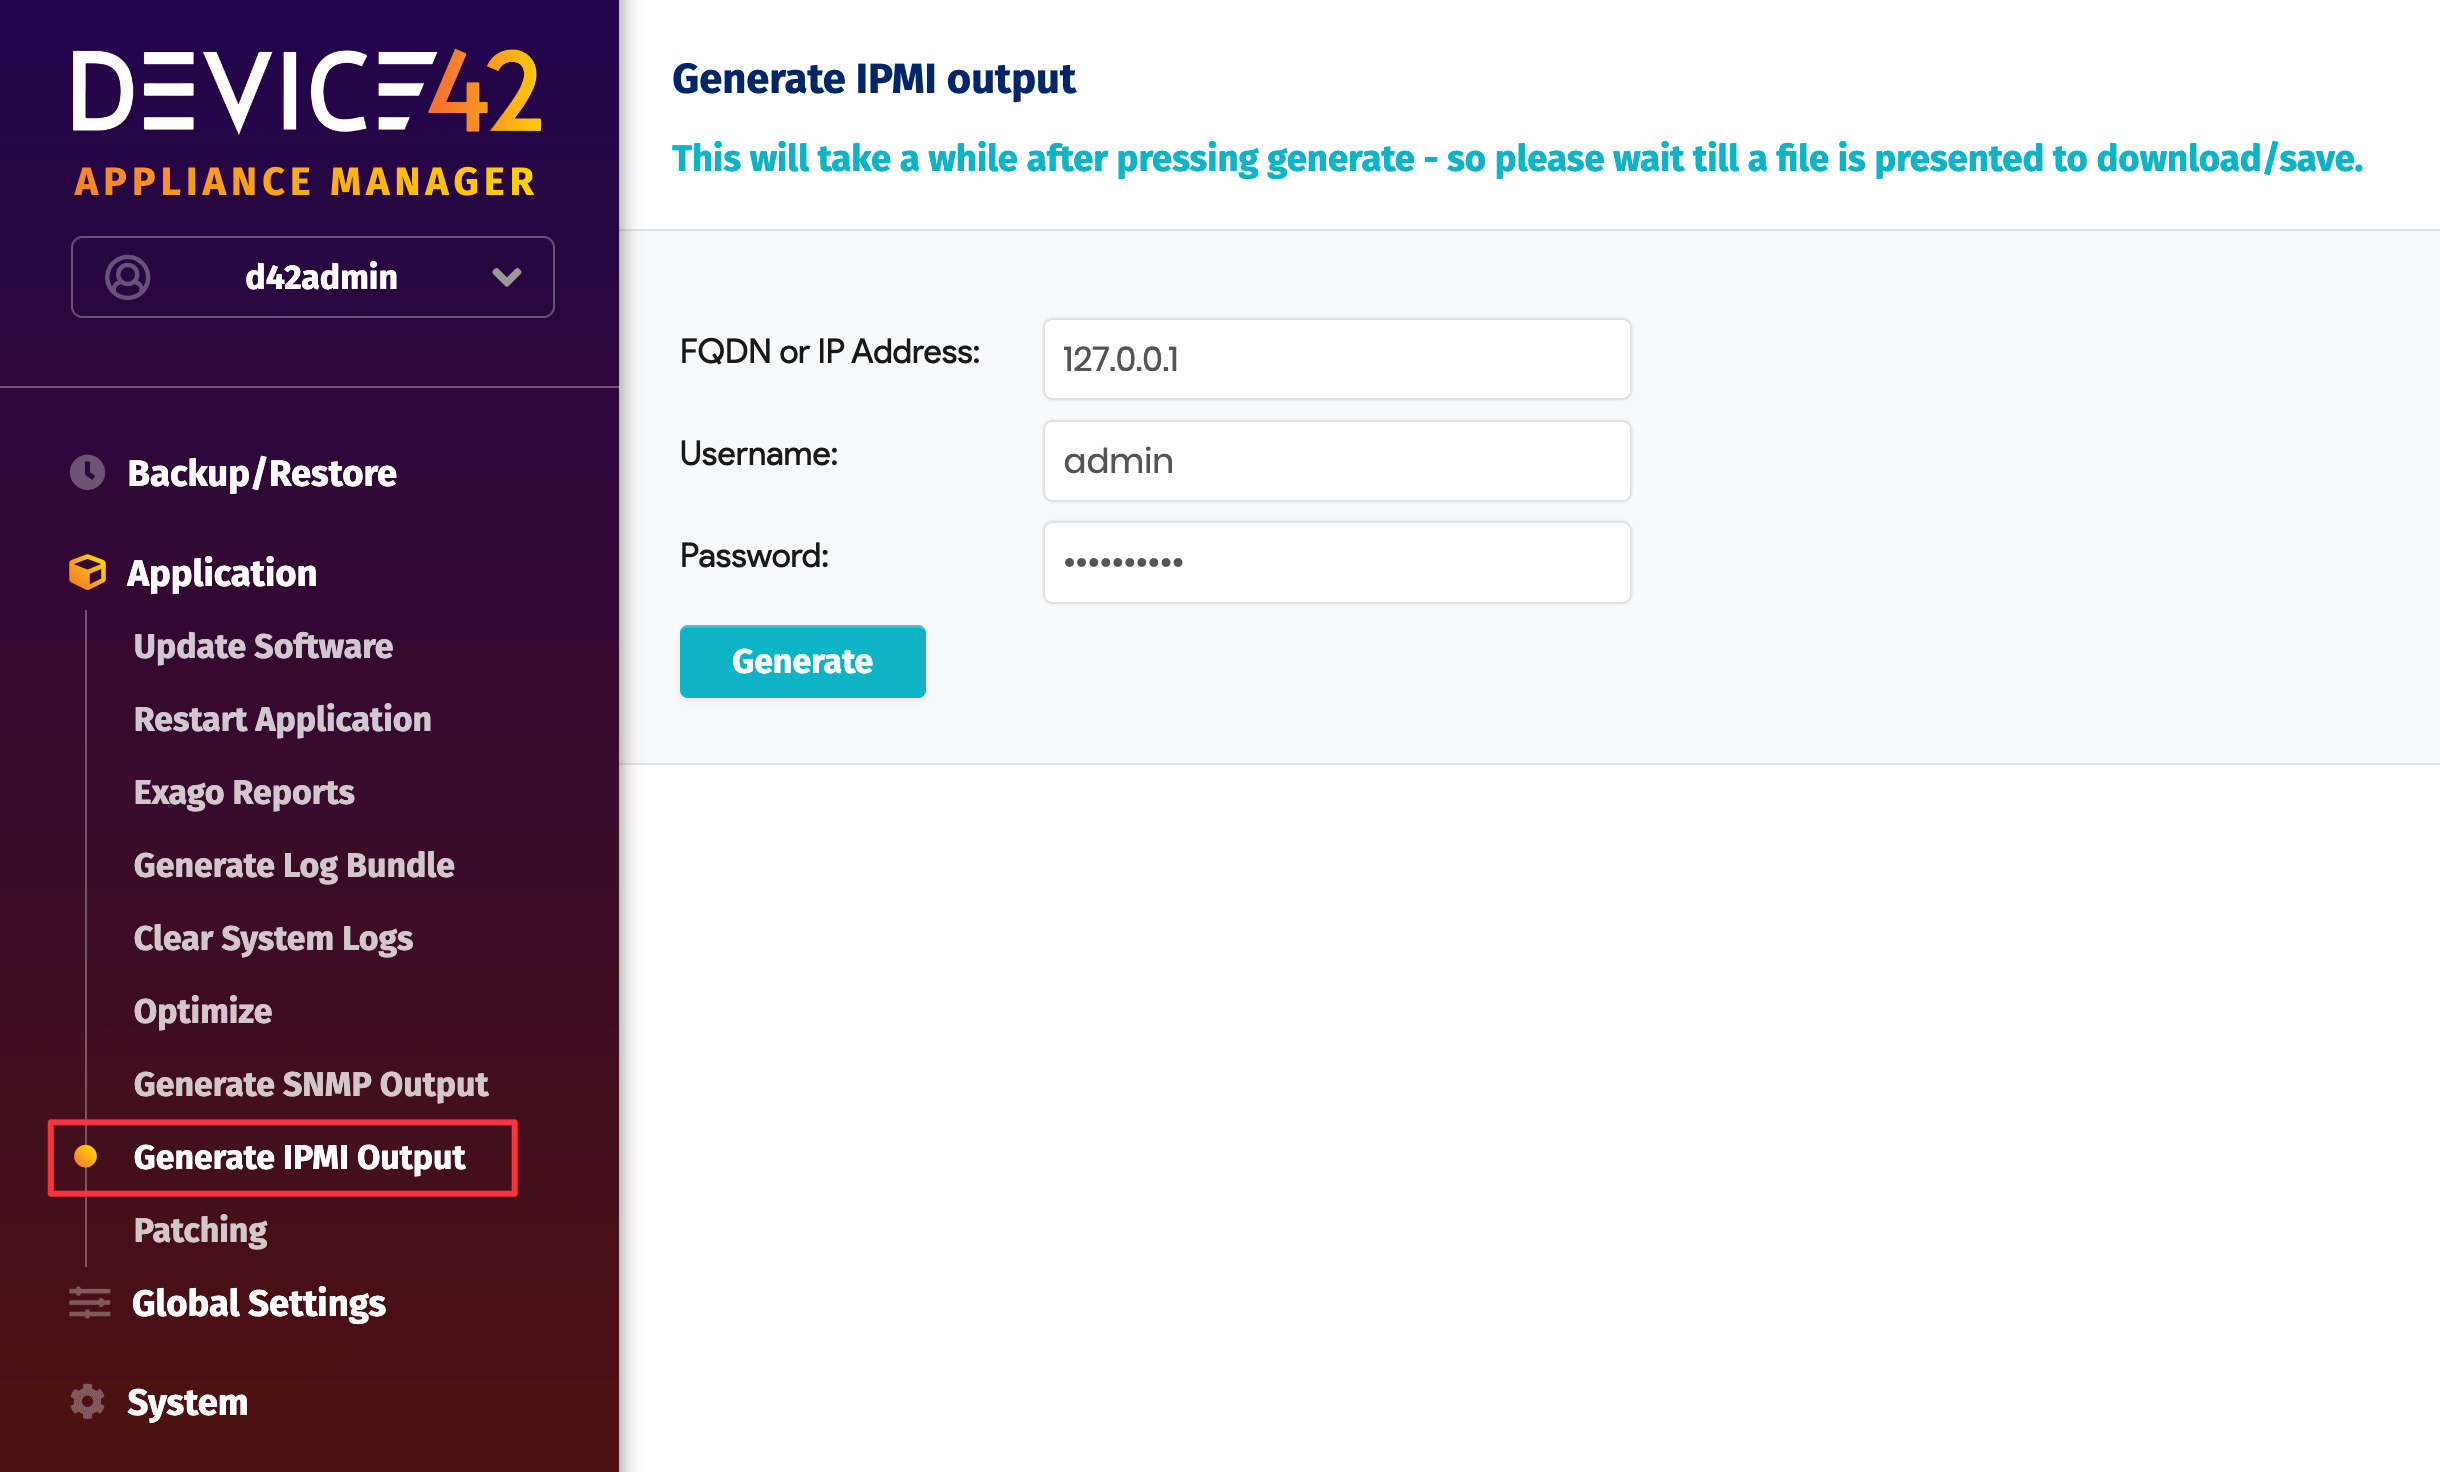 DEVICE42
APPLIANCE MANAGER
d42admin
Backup/Restore
Application
Update Software
Restart Application
Exago Reports
Generate Log Bundle
Clear System Logs
Optimize
Generate SNMP Output
Generate IPMI Output
Patching
Global Settings
System
Generate IPMI output
This will take a while after pressing generate - so please wait till a file is presented to download/save.
FQDN or IP Address: 127.0.0.1
Username: admin
Password: ••••••••••
Generate